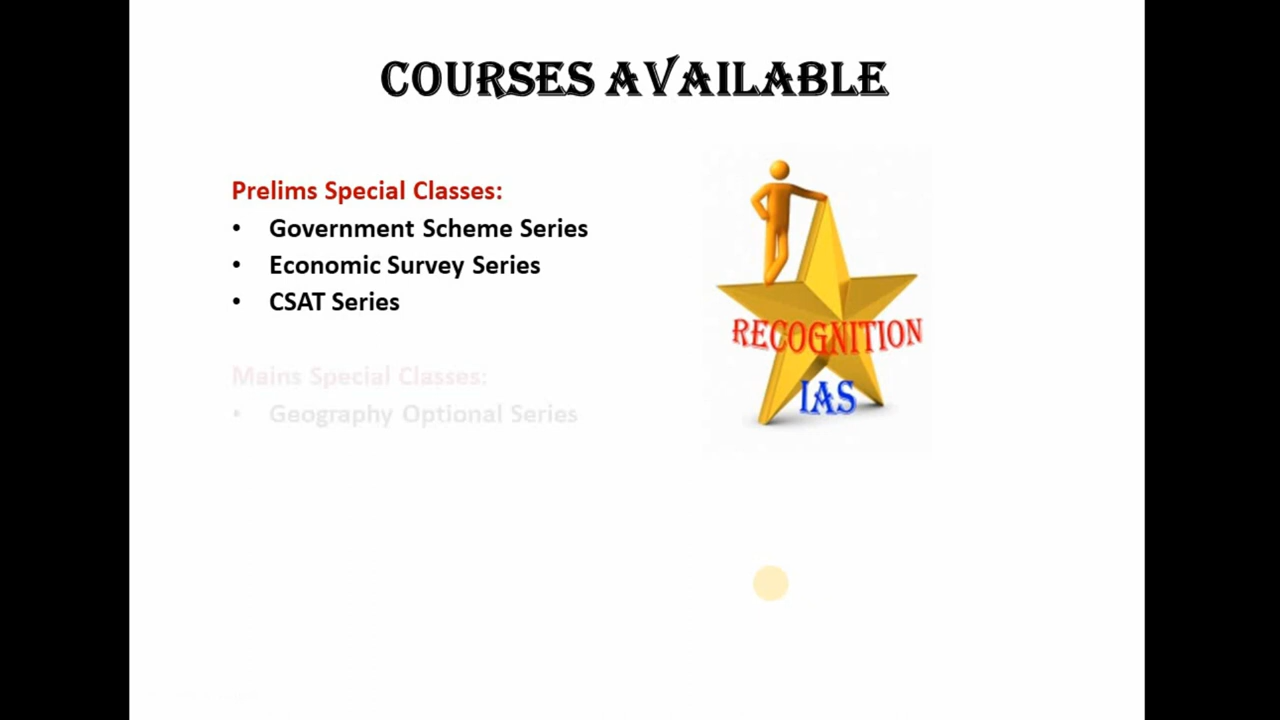 COURSES AVAILABLE
Prelims Special Classes:
• Government Scheme Series
• Economic Survey Series
• CSAT Series
Mains Special Classes:
• Geography Optional Series
RECOGNITION
IAS